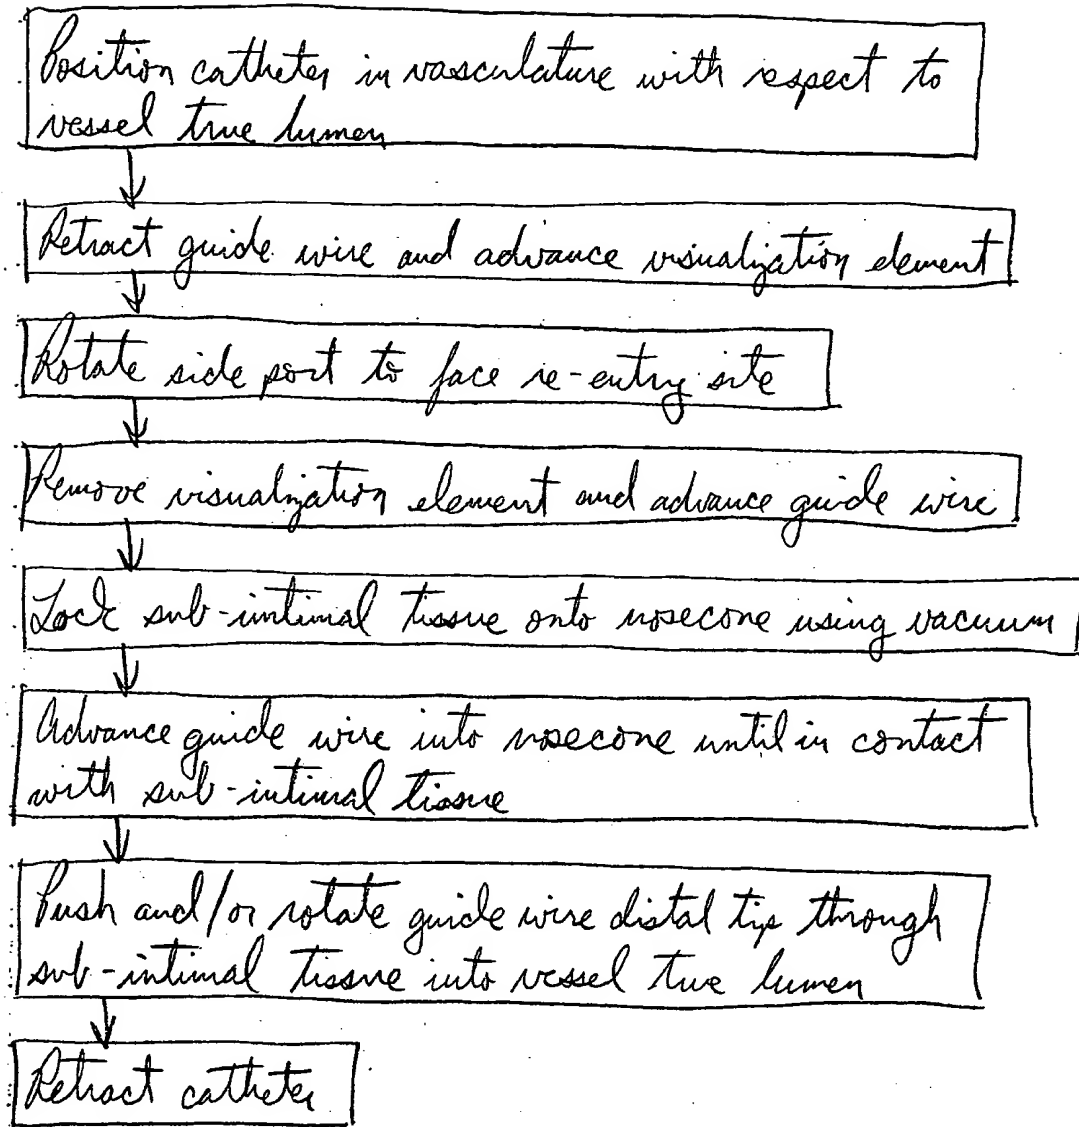 Position catheter in vasculature with respect to
vessel true lumen
Retract guide wire and advance visualization element
Rotate side port to face re-entry site
Remove visualization element and advance guide wire
Lock sub-intimal tissue onto nosecone using vacuum
Advance guide wire into nosecone until in contact
with sub-intimal tissue
Push and/or rotate guide wire distal tip through
sub-intimal tissue into vessel true lumen
Retract catheter